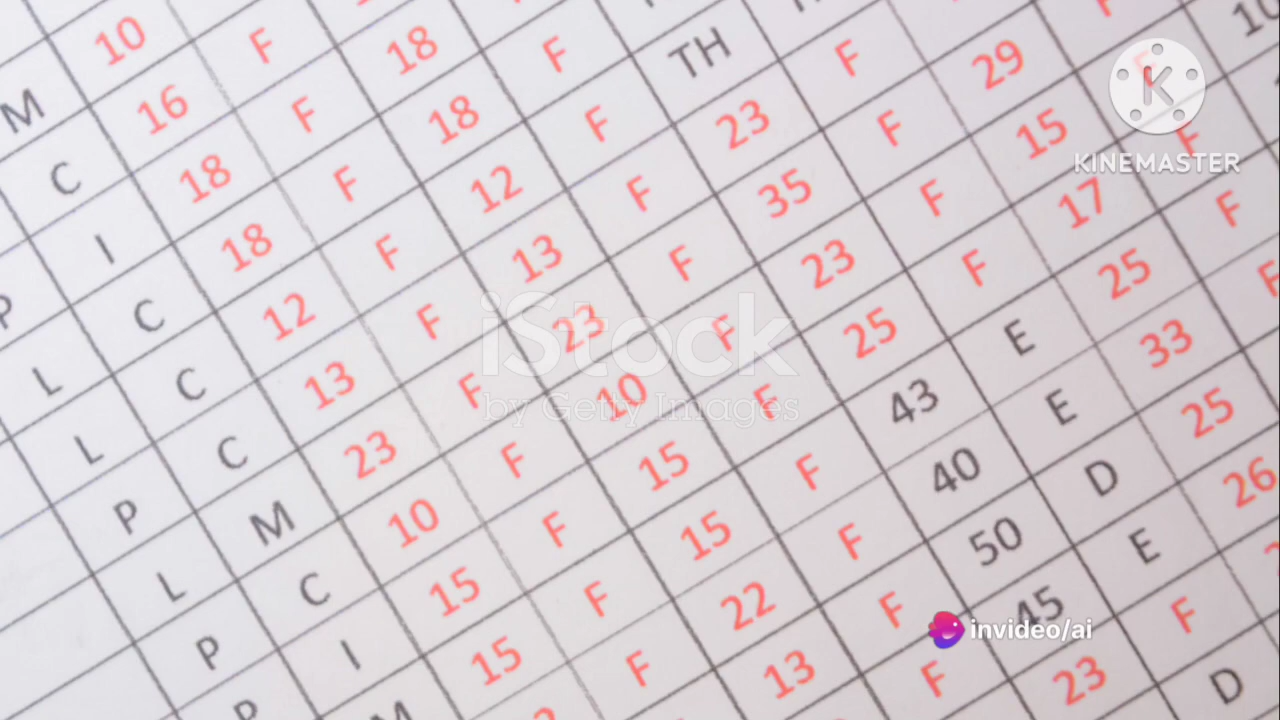 M 10
C 16 F
P I 18 F 18
L C 18 F 18 F
L C 12 F 12 F TH
P C 13 F 13 F 23 F
L M 23 F 23 F 35 F 29
P C 10 F 10 F 23 F 15 F 10
P I 15 F 15 F 25 F 17 F
M 15 F 15 F 43 E 25 F
F 22 F 40 E 33 F
13 F 50 D 25
F 45 E 26
23 F
D
KINEMASTER
iStock
by Getty Images
invideo/ai